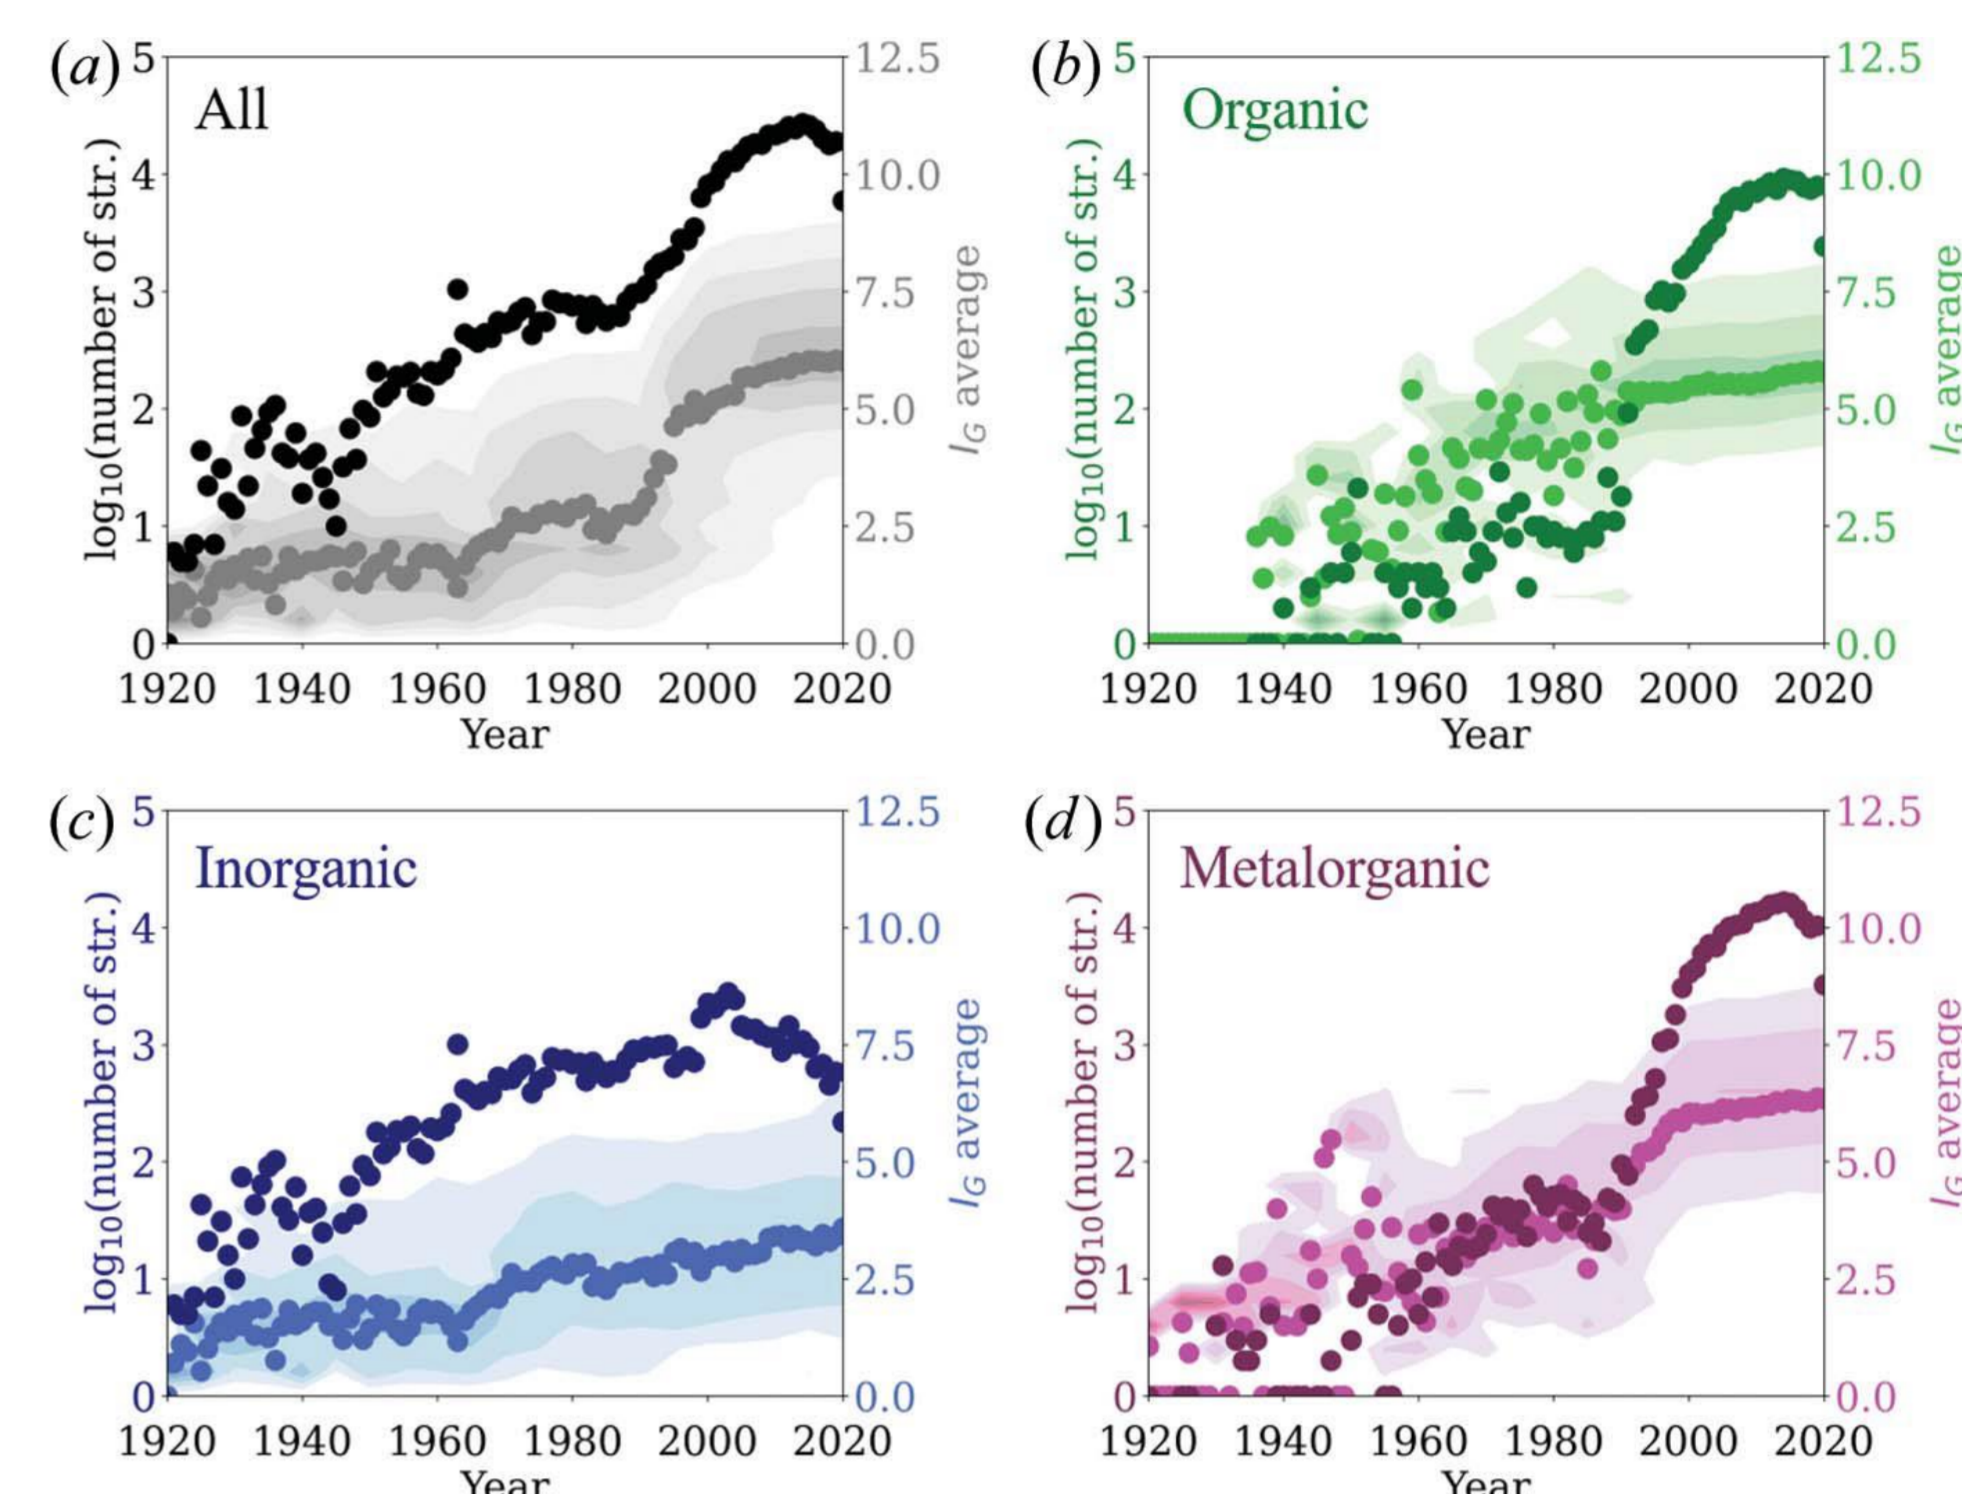 (a)
All
log10(number of str.)
5
4
3
2
1
0
12.5
10.0
7.5
5.0
2.5
0.0
IG average
1920 1940 1960 1980 2000 2020
Year
(b)
Organic
log10(number of str.)
5
4
3
2
1
0
12.5
10.0
7.5
5.0
2.5
0.0
IG average
1920 1940 1960 1980 2000 2020
Year
(c)
Inorganic
log10(number of str.)
5
4
3
2
1
0
12.5
10.0
7.5
5.0
2.5
0.0
IG average
1920 1940 1960 1980 2000 2020
Year
(d)
Metalorganic
log10(number of str.)
5
4
3
2
1
0
12.5
10.0
7.5
5.0
2.5
0.0
IG average
1920 1940 1960 1980 2000 2020
Year